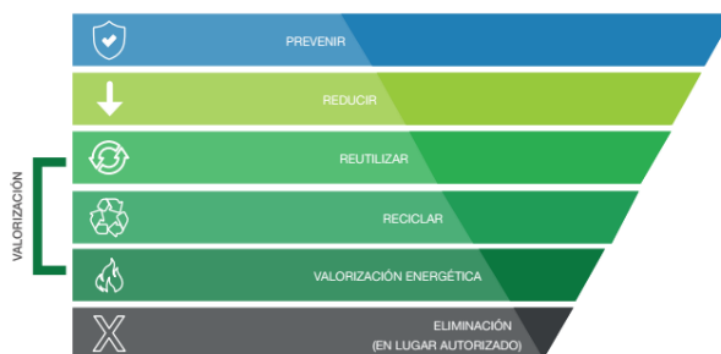 PREVENIR
REDUCIR
REUTILIZAR
RECICLAR
VALORIZACIÓN ENERGÉTICA
ELIMINACIÓN
(EN LUGAR AUTORIZADO)
VALORIZACIÓN